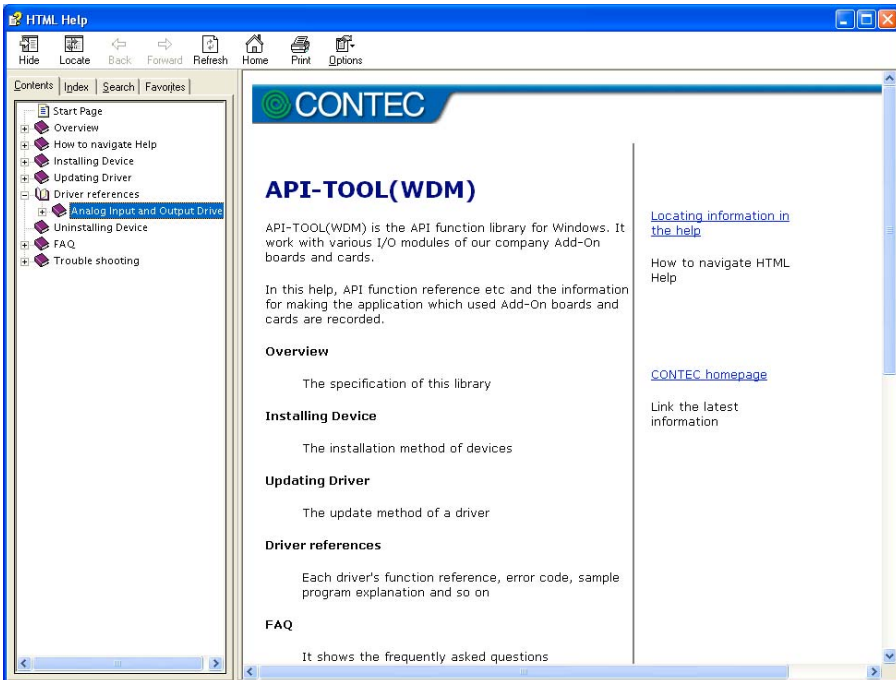 HTML Help
Hide Locate Back Forward Refresh Home Print Options
Contents Index Search Favorites
Start Page
Overview
How to navigate Help
Installing Device
Updating Driver
Driver references
Analog Input and Output Drive
Uninstalling Device
FAQ
Trouble shooting
CONTEC
API-TOOL(WDM)
API-TOOL(WDM) is the API function library for Windows. It
work with various I/O modules of our company Add-On
boards and cards.
In this help, API function reference etc and the information
for making the application which used Add-On boards and
cards are recorded.
Overview
The specification of this library
Installing Device
The installation method of devices
Updating Driver
The update method of a driver
Driver references
Each driver's function reference, error code, sample
program explanation and so on
FAQ
It shows the frequently asked questions
Locating information in
the help
How to navigate HTML
Help
CONTEC homepage
Link the latest
information